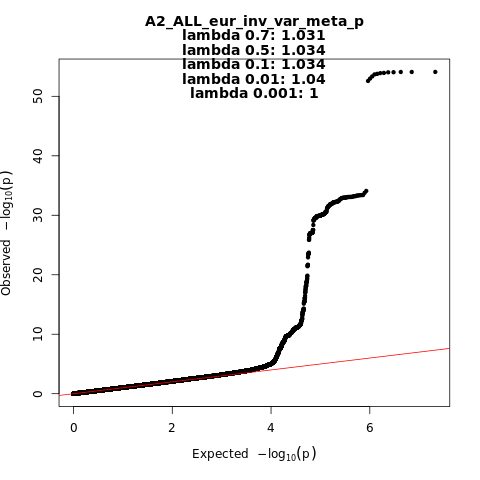 A2_ALL_eur_inv_var_meta_p
lambda 0.7: 1.031
lambda 0.5: 1.034
lambda 0.1: 1.034
lambda 0.01: 1.04
lambda 0.001: 1
50
40
30
20
10
0
Observed −log10(p)
0 2 4 6
Expected −log10(p)